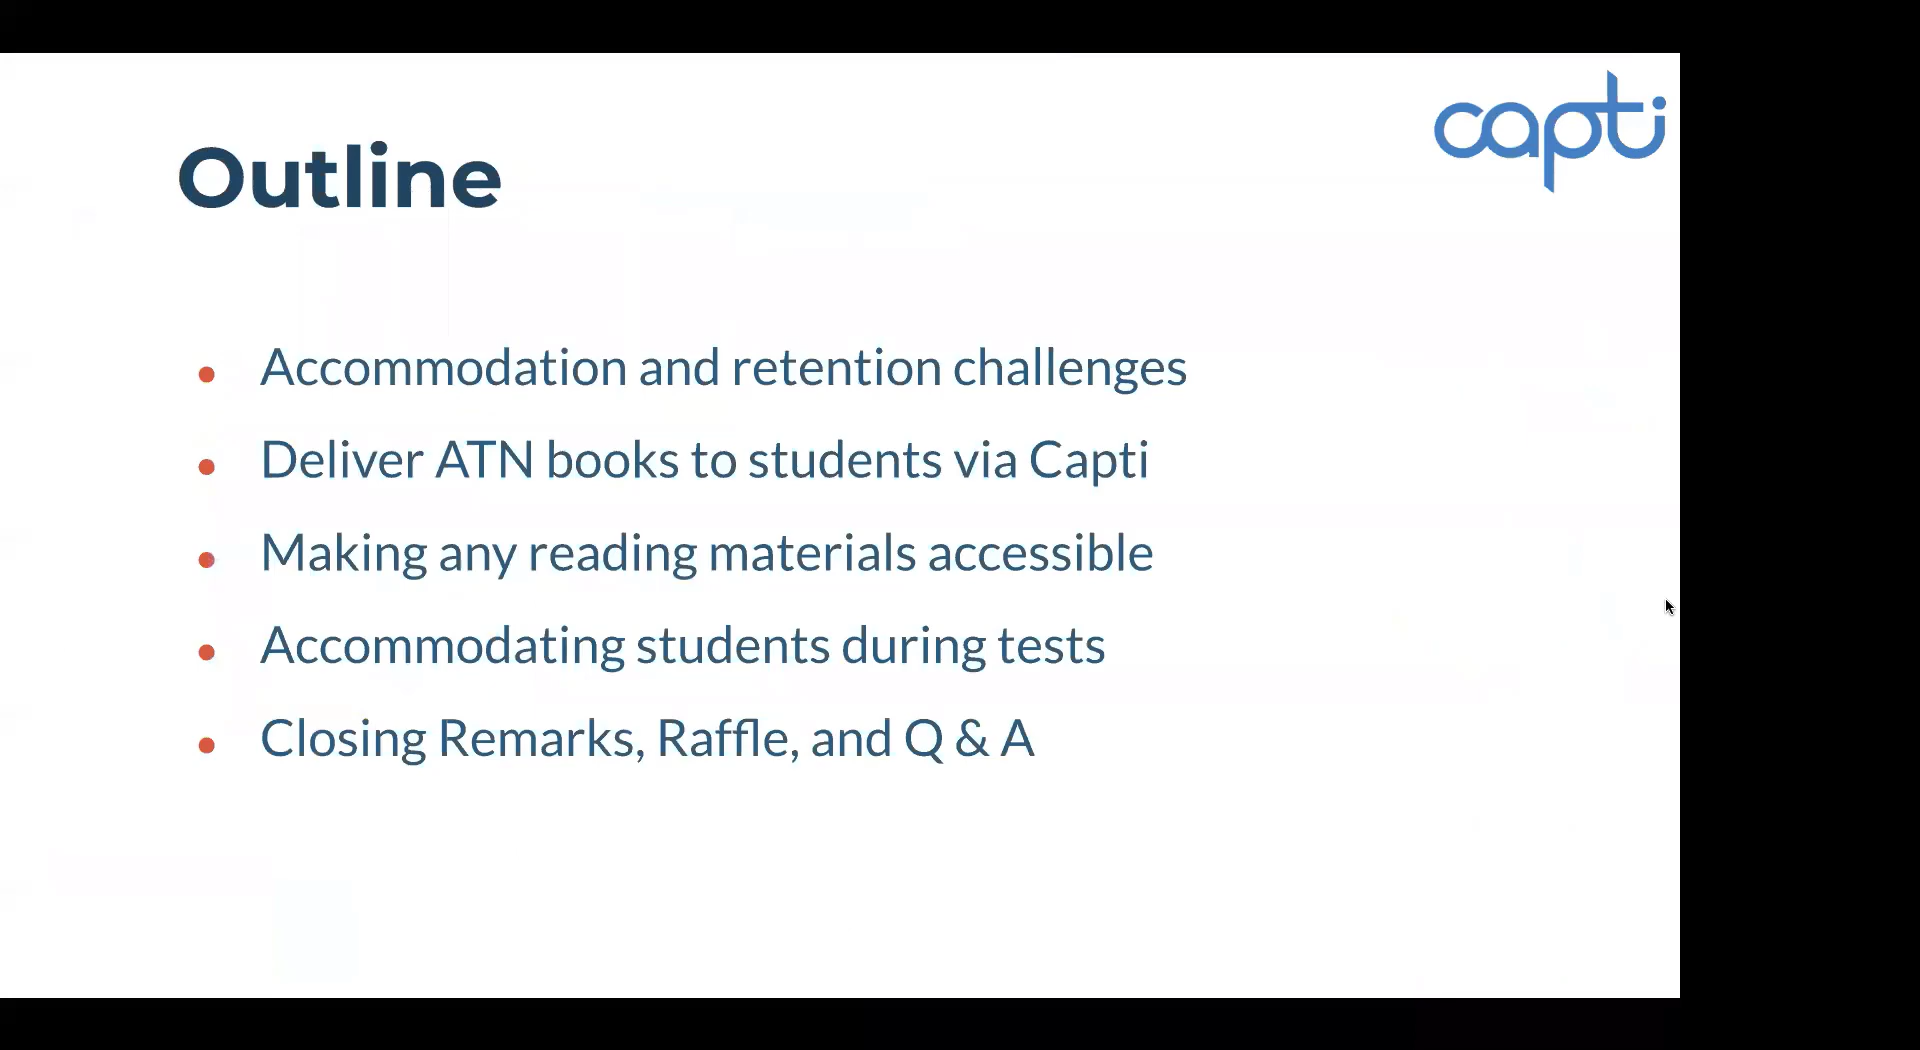 capti
Outline
Accommodation and retention challenges
Deliver ATN books to students via Capti
Making any reading materials accessible
Accommodating students during tests
Closing Remarks, Raffle, and Q & A